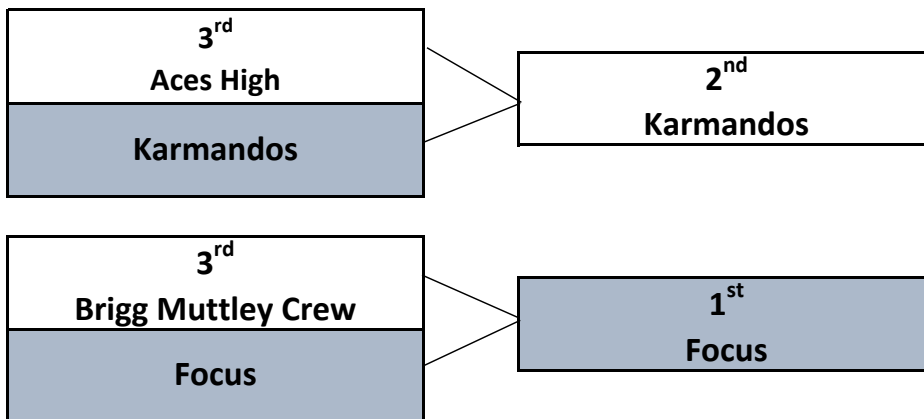 3rd
Aces High
Karmandos
2nd
Karmandos
3rd
Brigg Muttley Crew
Focus
1st
Focus